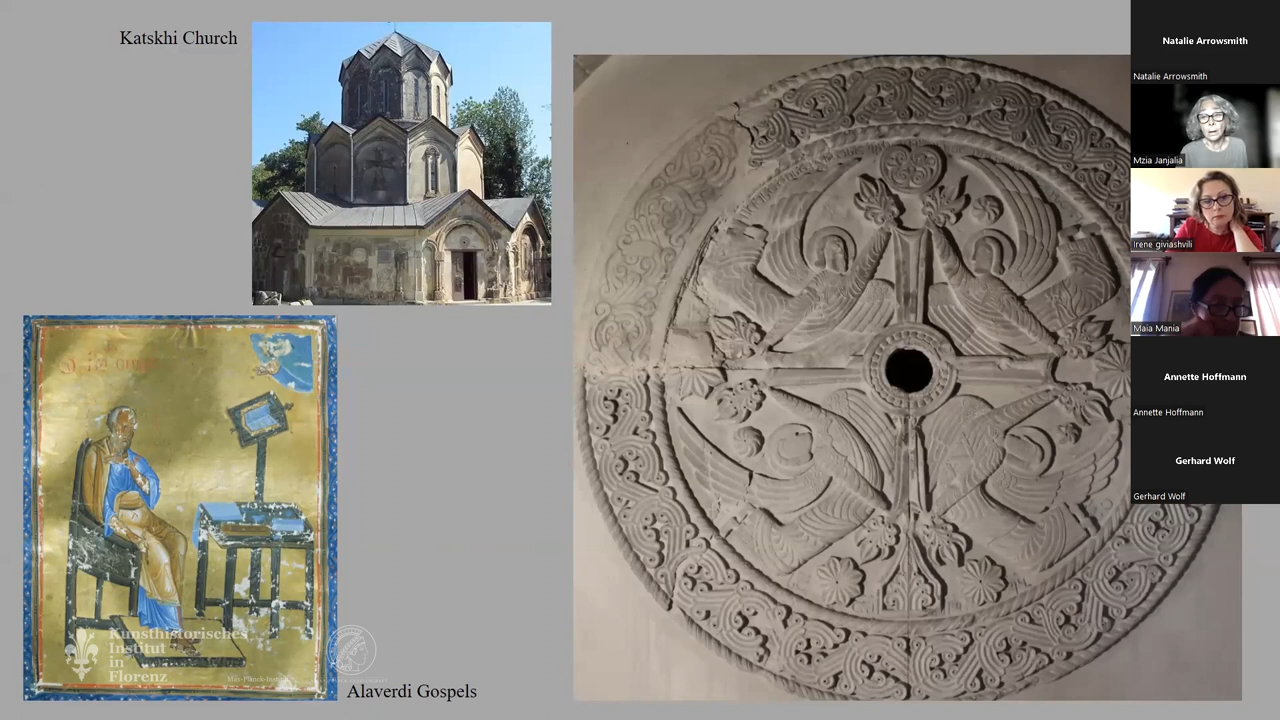 Katskhi Church
Alaverdi Gospels
Kunsthistorisches
Institut
in
Florenz
Natalie Arrowsmith
Natalie Arrowsmith
Mzia Janjalia
Irene giviashvili
Maia Mania
Annette Hoffmann
Annette Hoffmann
Gerhard Wolf
Gerhard Wolf